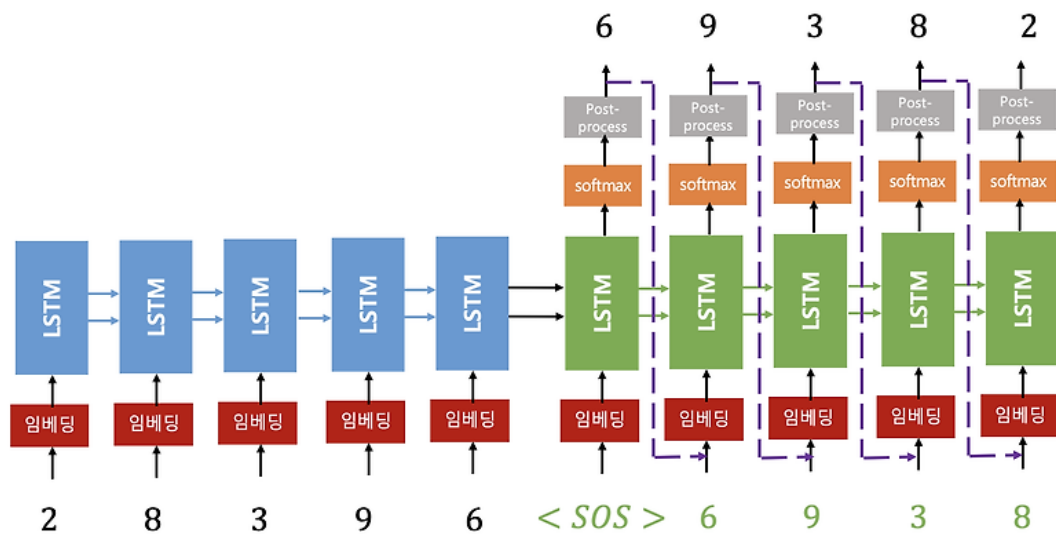 6 9 3 8 2
Post-process Post-process Post-process Post-process Post-process
softmax softmax softmax softmax softmax
LSTM LSTM LSTM LSTM LSTM LSTM LSTM LSTM LSTM LSTM
임베딩 임베딩 임베딩 임베딩 임베딩 임베딩 임베딩 임베딩 임베딩 임베딩
2 8 3 9 6 < SOS > 6 9 3 8